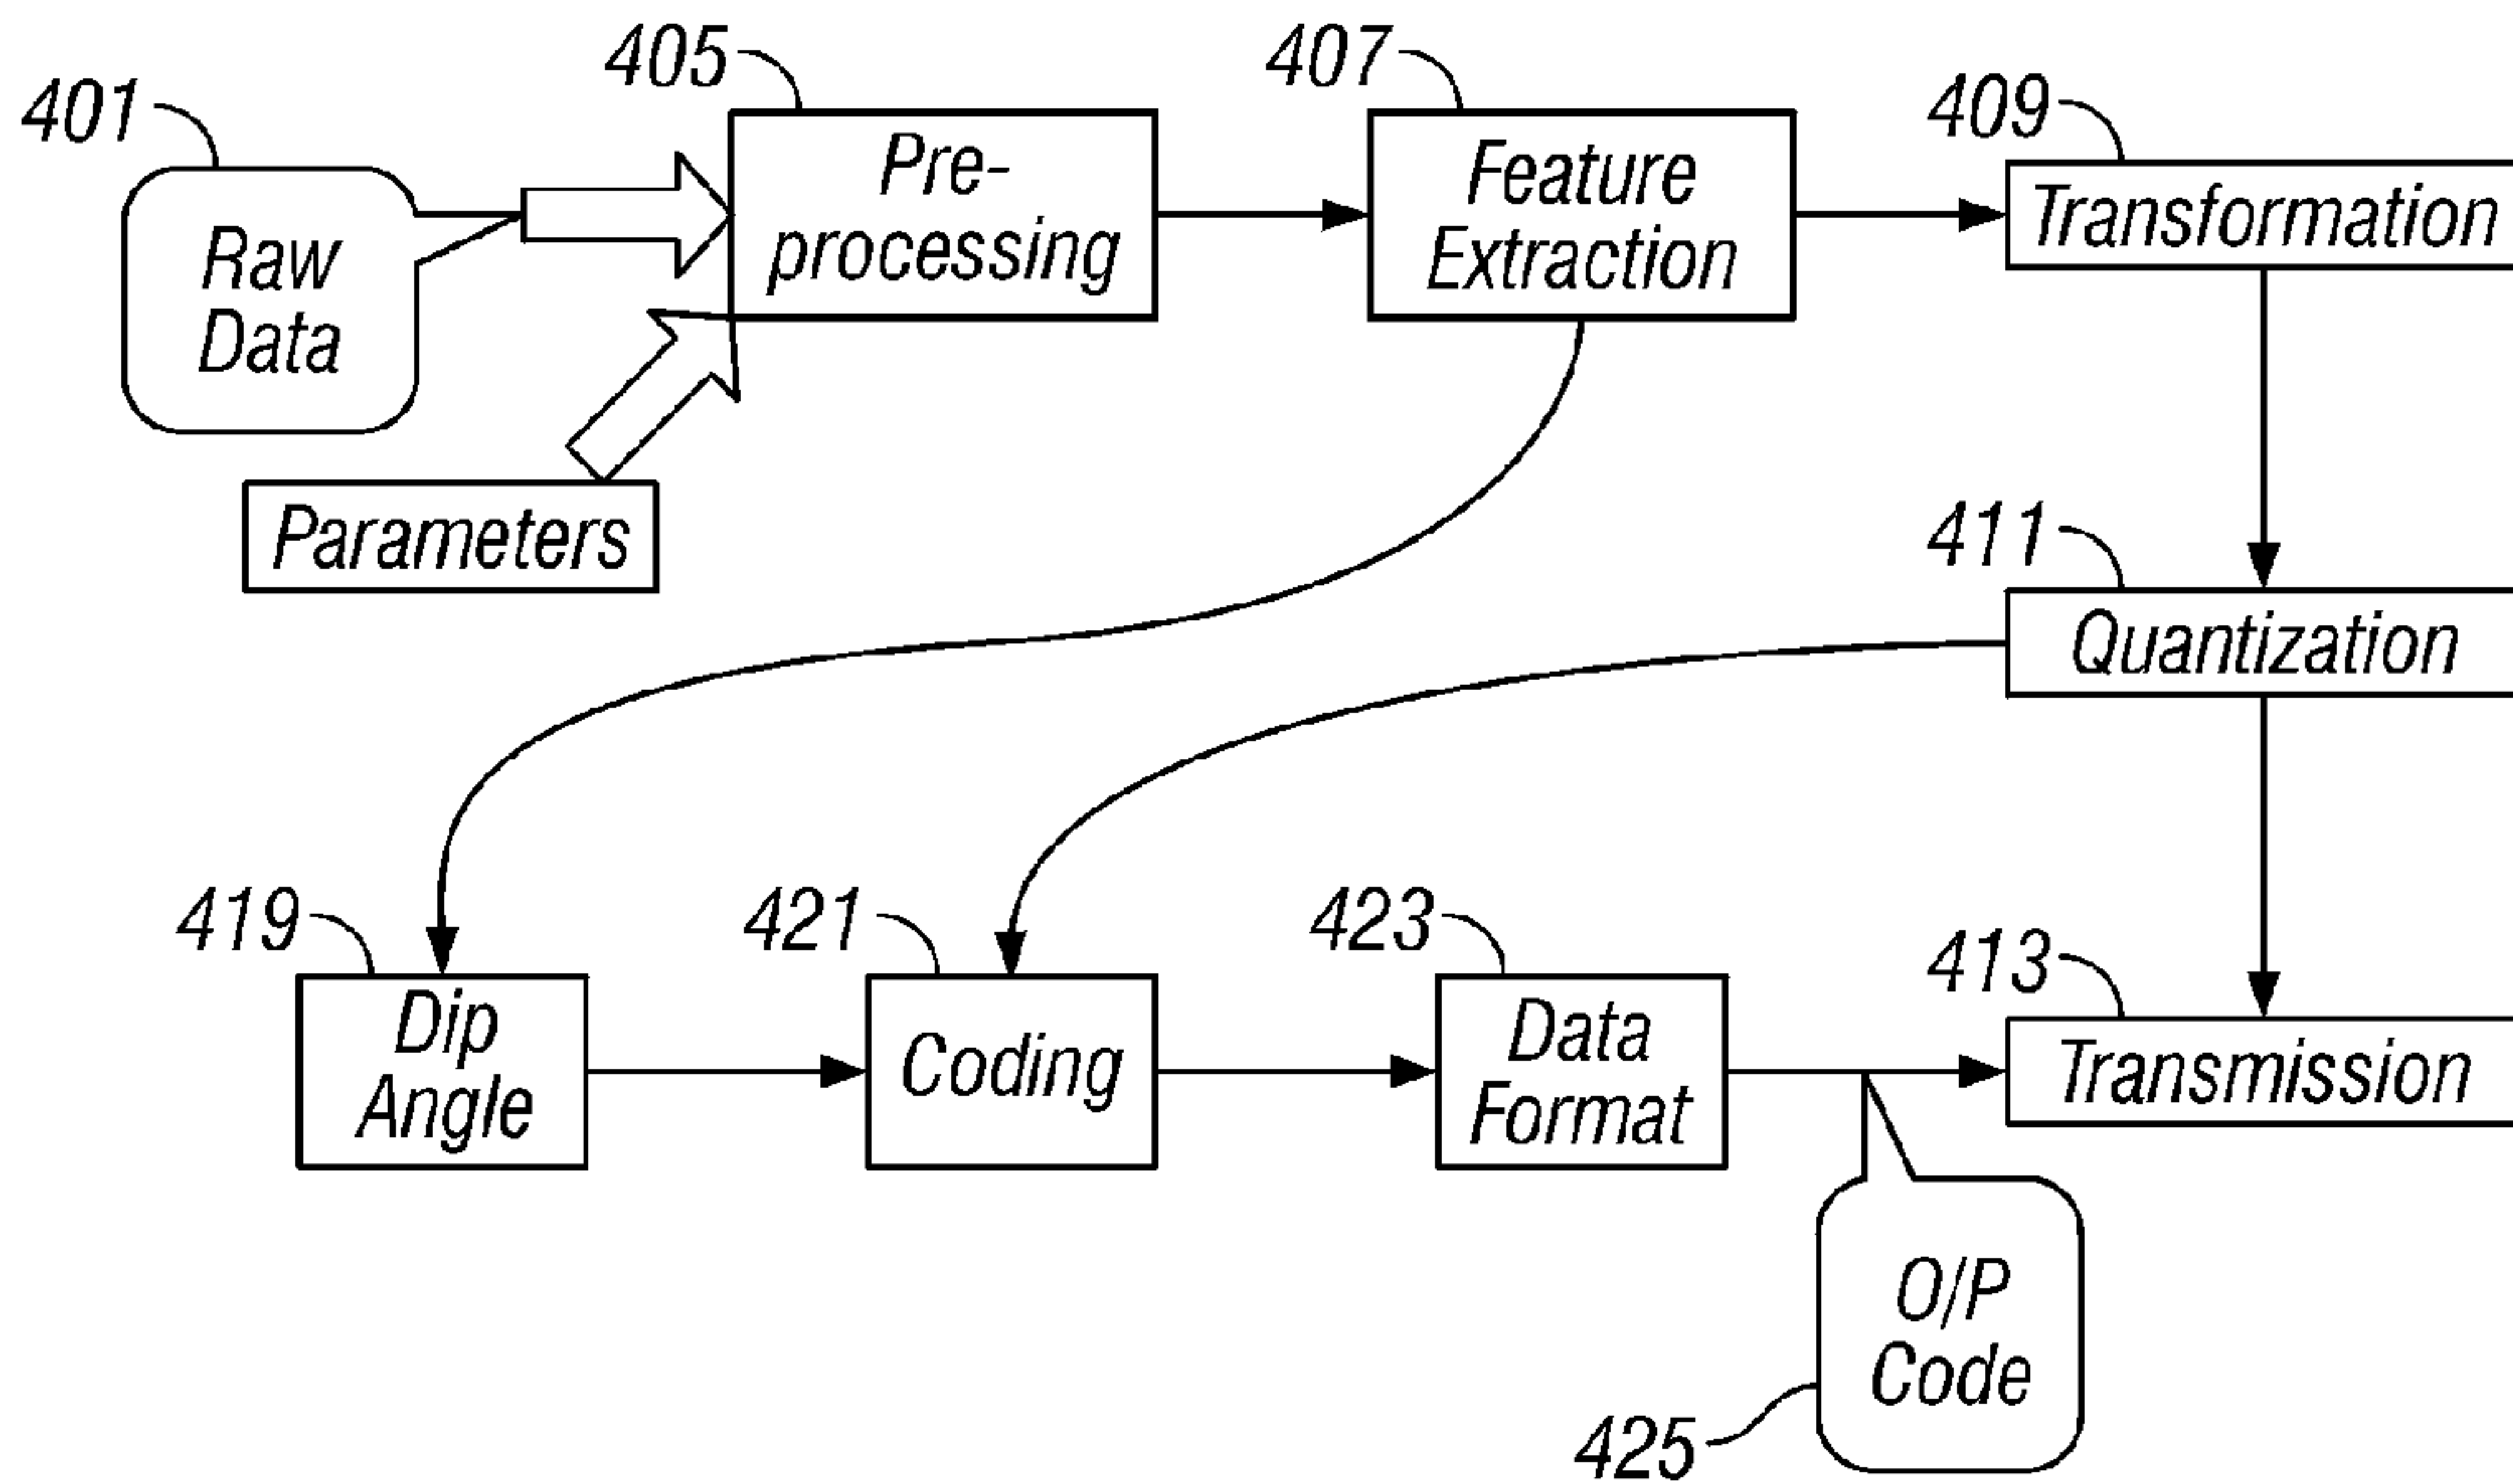 405
407
401
409
Pre-
processing
Feature
Extraction
Transformation
Raw
Data
Parameters
411
Quantization
419
421
423
413
Dip
Angle
Coding
Data
Format
Transmission
O/P
Code
425